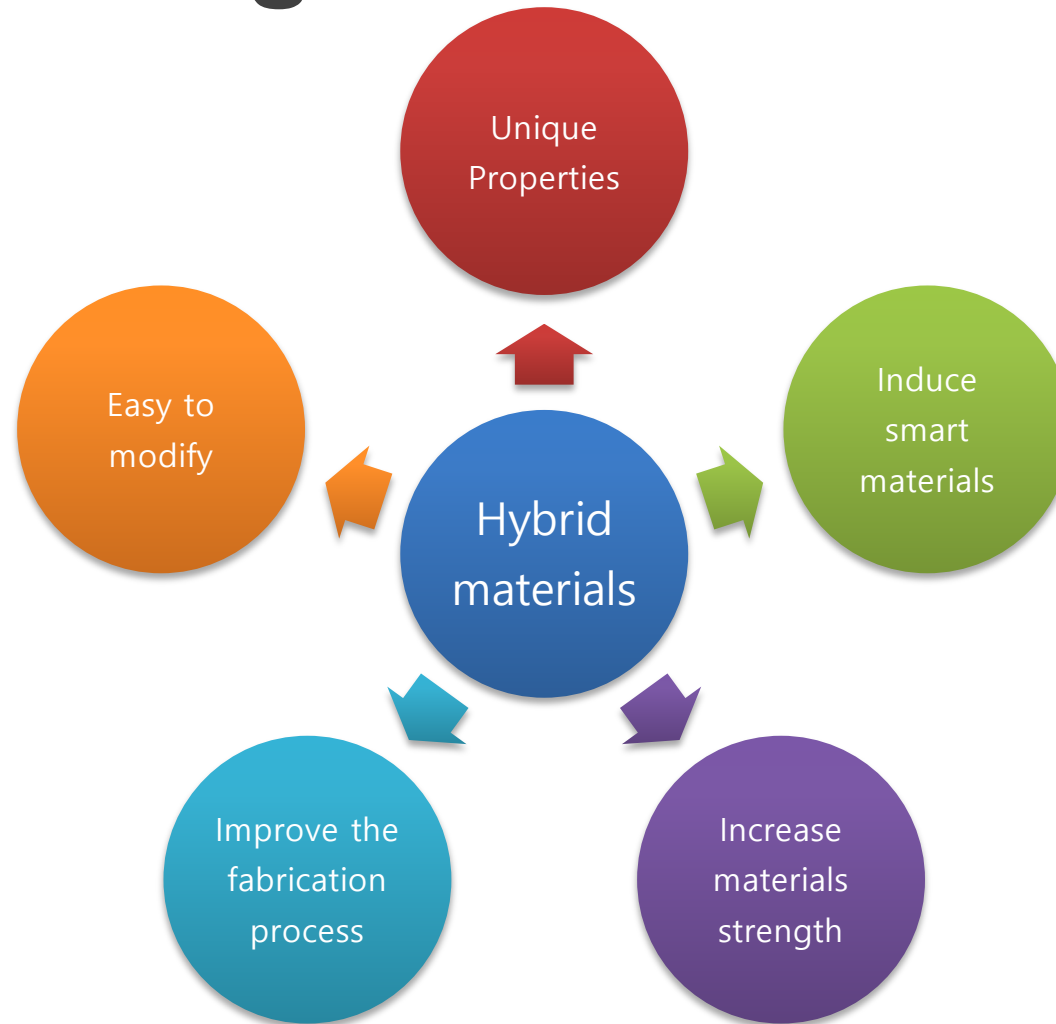 Unique
Properties
Easy to
modify
Induce
smart
materials
Hybrid
materials
Improve the
fabrication
process
Increase
materials
strength